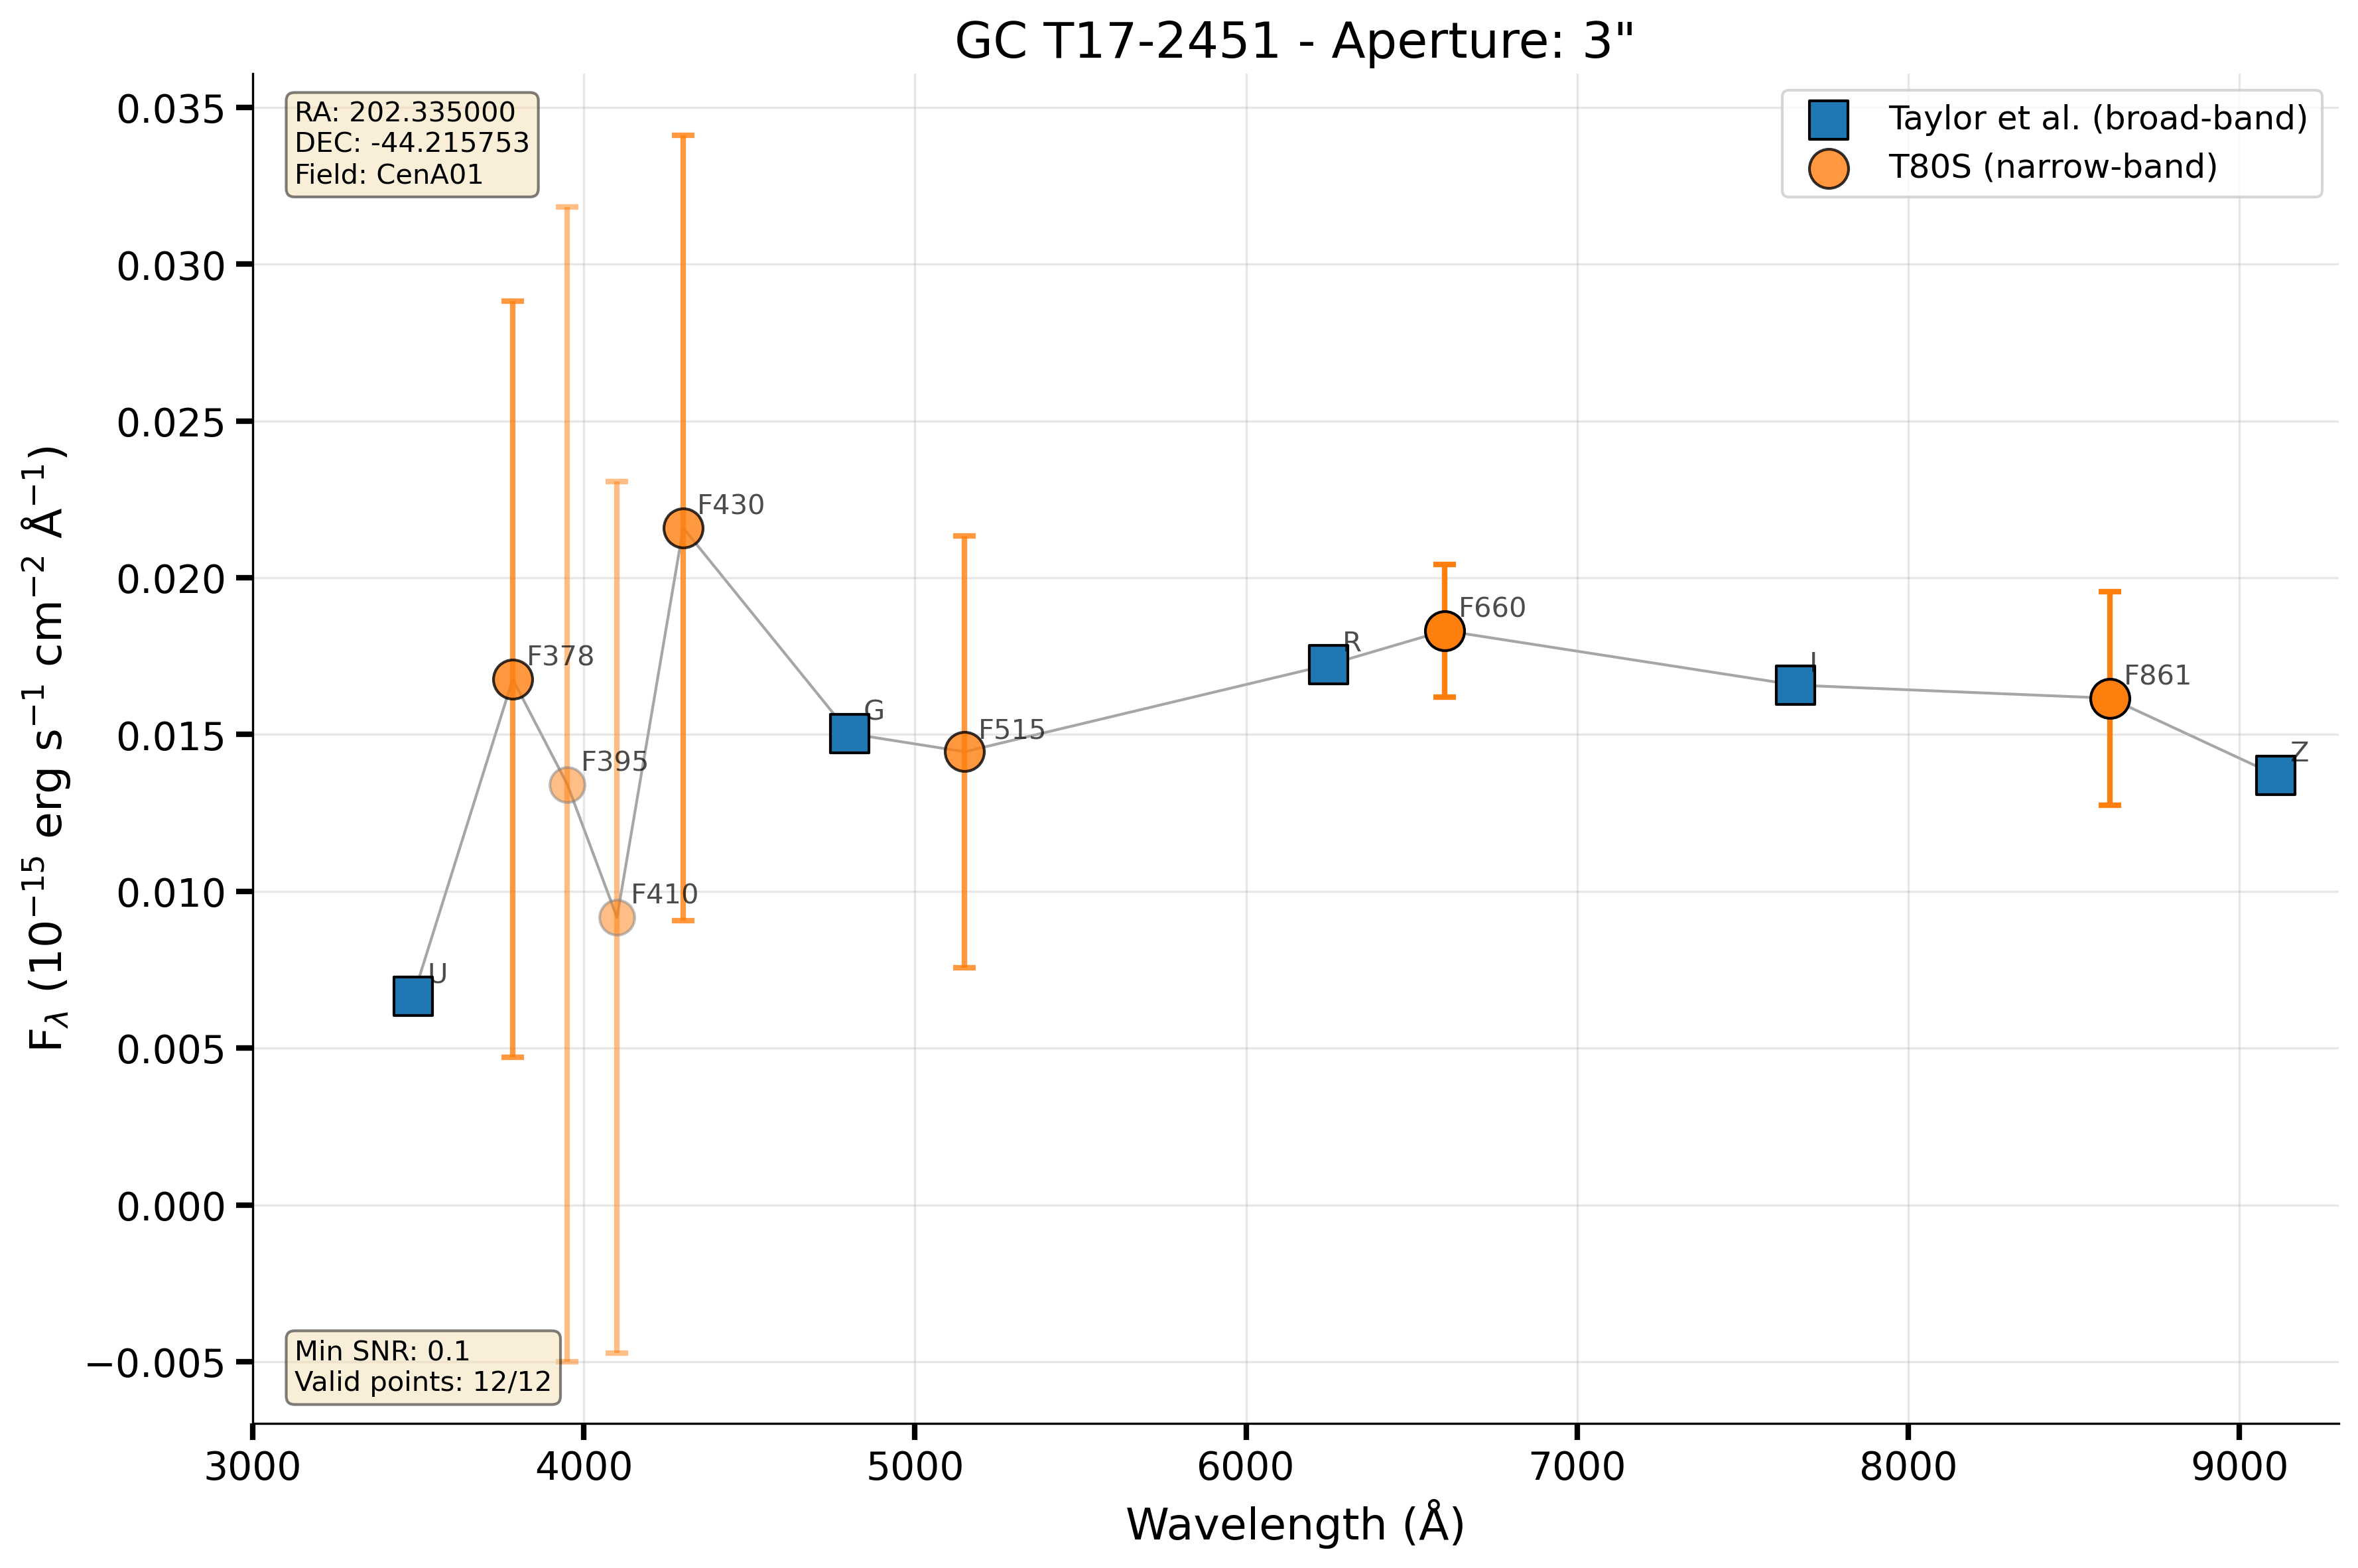 GC T17-2451 - Aperture: 3"
RA: 202.335000
DEC: -44.215753
Field: CenA01
Taylor et al. (broad-band)
T80S (narrow-band)
0.035
0.030
0.025
0.020
0.015
0.010
0.005
0.000
−0.005
F_λ (10⁻¹⁵ erg s⁻¹ cm⁻² Å⁻¹)
U
F378
F395
F410
F430
G
F515
R
F660
I
F861
Z
Min SNR: 0.1
Valid points: 12/12
3000 4000 5000 6000 7000 8000 9000
Wavelength (Å)